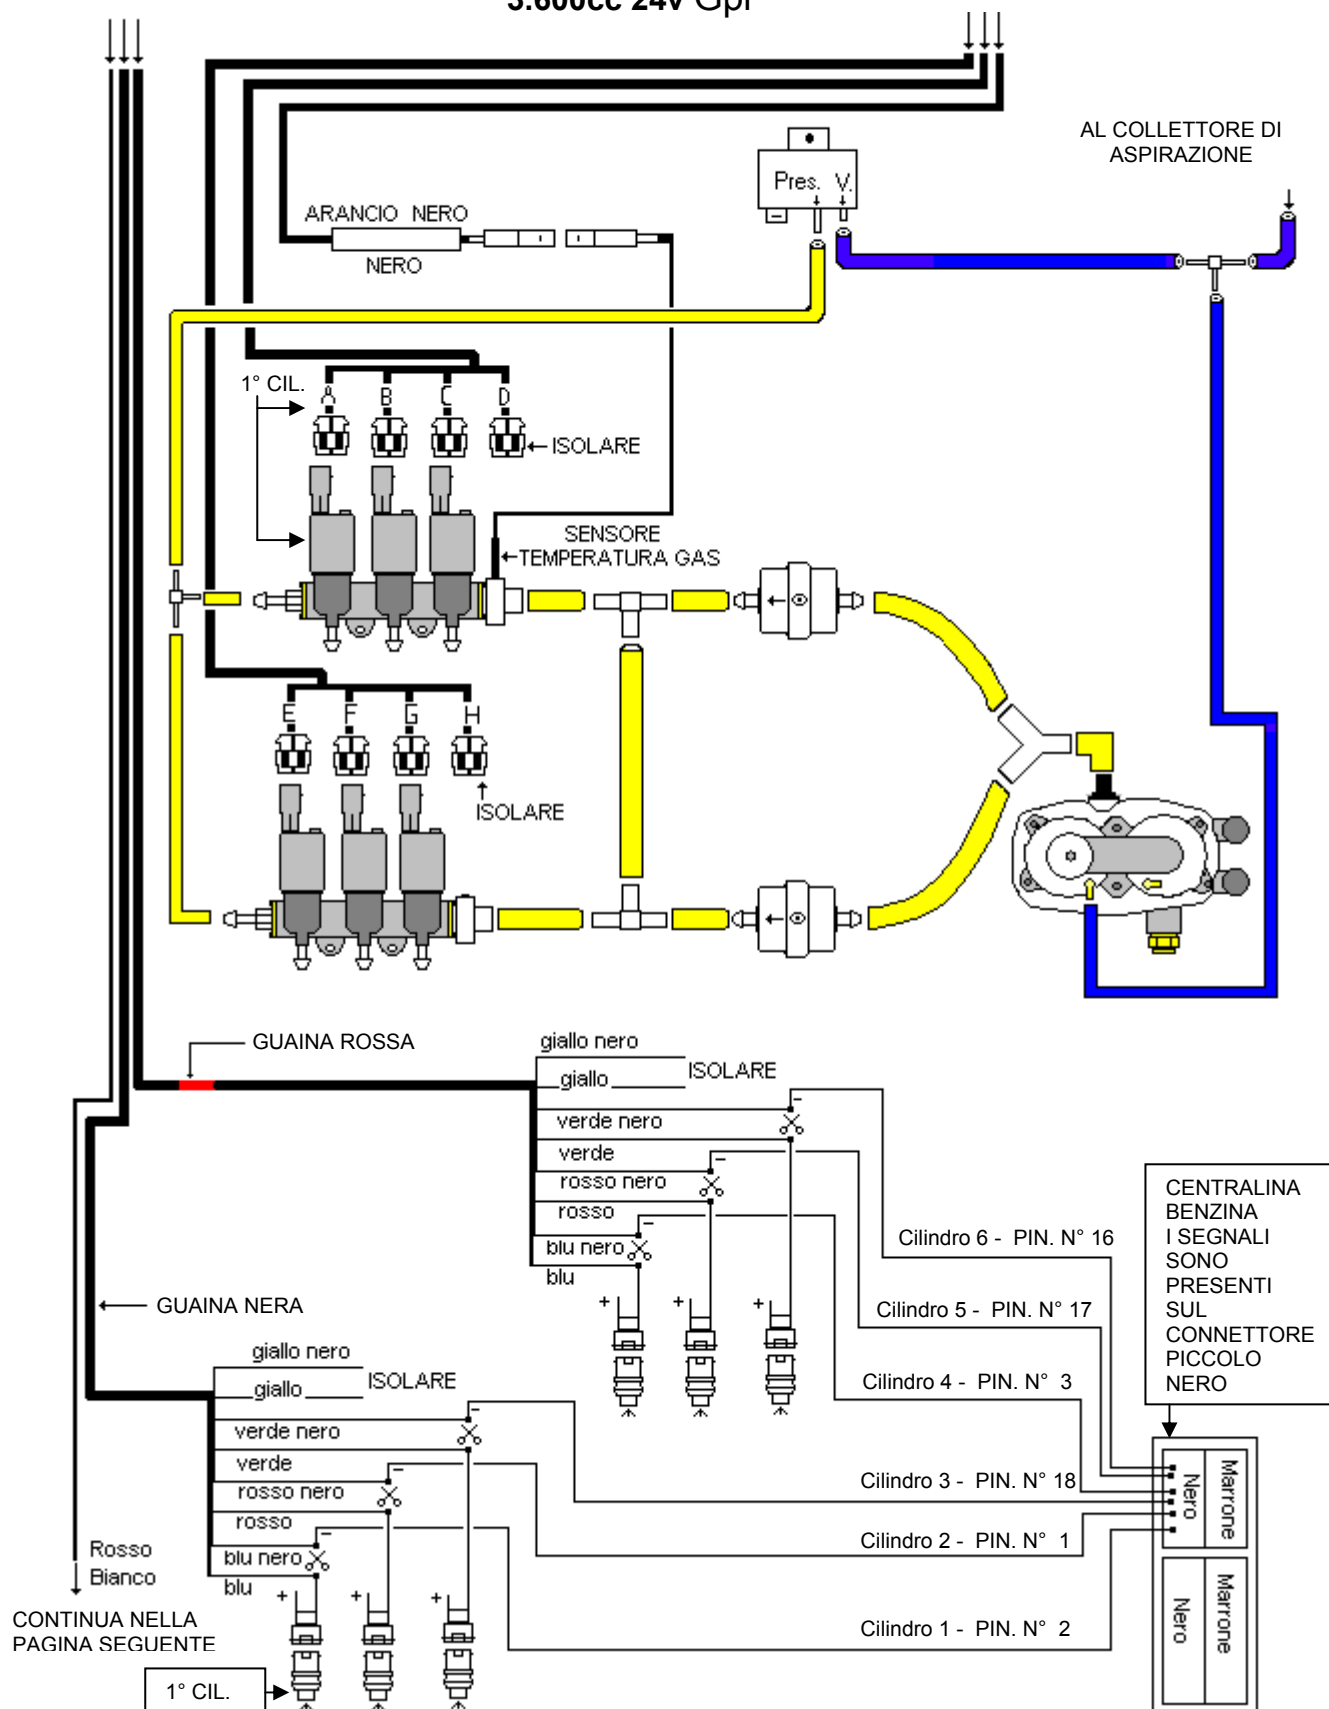 3.600cc 24v Gpl
AL COLLETTORE DI
ASPIRAZIONE
Pres. V.
ARANCIO NERO
NERO
1° CIL.
A B C D
ISOLARE
SENSORE
TEMPERATURA GAS
E F G H
ISOLARE
GUAINA ROSSA
giallo nero
giallo
ISOLARE
verde nero
verde
rosso nero
rosso
blu nero
blu
+ + +
- - -
CENTRALINA
BENZINA
I SEGNALI
SONO
PRESENTI
SUL
CONNETTORE
PICCOLO
NERO
Cilindro 6 - PIN. N° 16
Cilindro 5 - PIN. N° 17
Cilindro 4 - PIN. N° 3
Cilindro 3 - PIN. N° 18
Cilindro 2 - PIN. N° 1
Cilindro 1 - PIN. N° 2
GUAINA NERA
giallo nero
giallo
ISOLARE
verde nero
verde
rosso nero
rosso
blu nero
blu
+ + +
- - -
Nero
Marrone
Nero
Marrone
Rosso
Bianco
CONTINUA NELLA
PAGINA SEGUENTE
1° CIL.